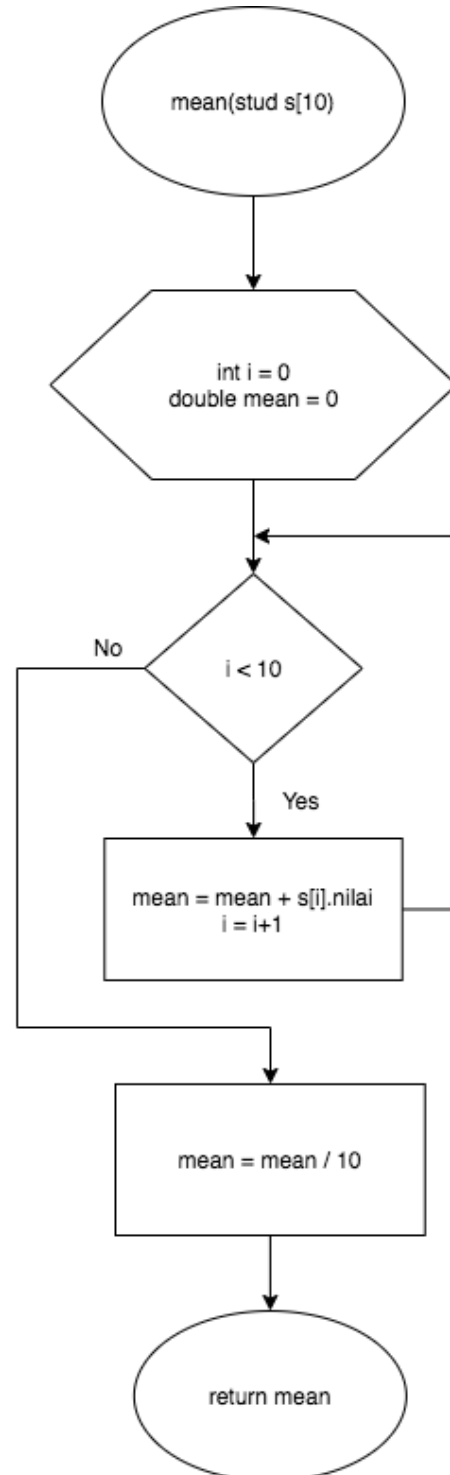 mean(stud s[10)
int i = 0
double mean = 0
i < 10
No
Yes
mean = mean + s[i].nilai
i = i+1
mean = mean / 10
return mean